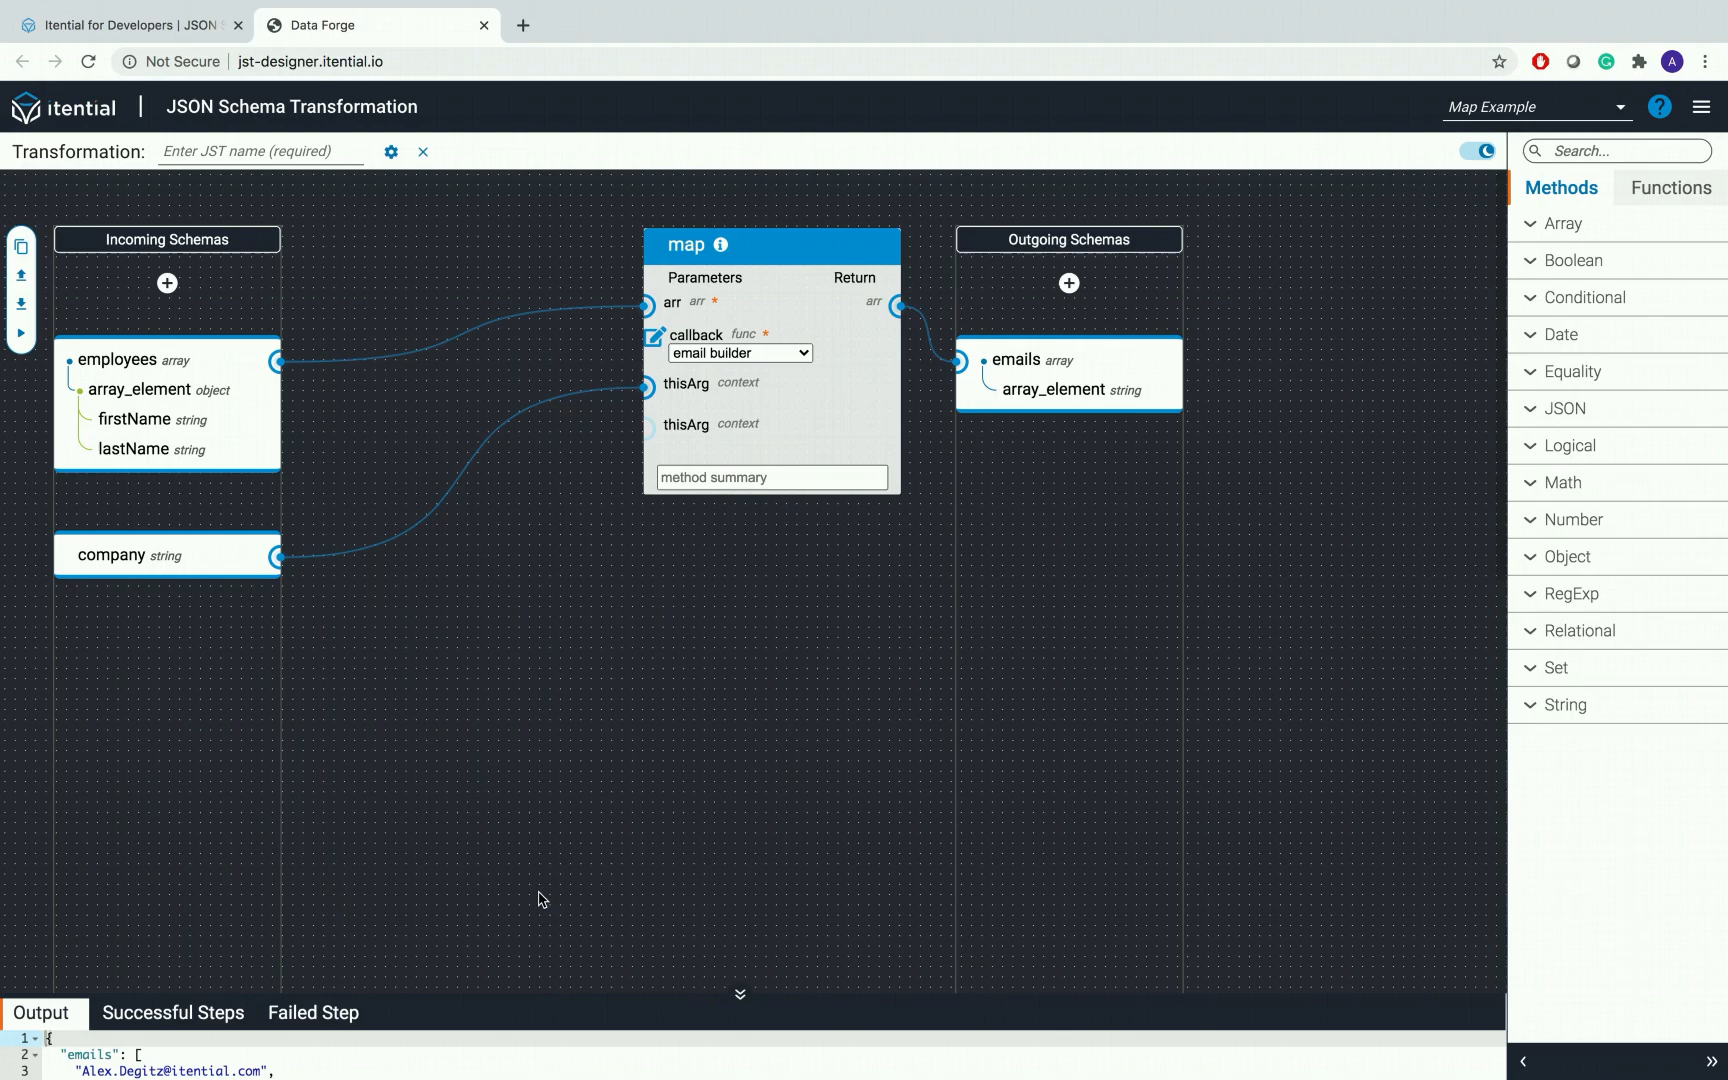 Itential for Developers | JSON S
Data Forge
Not Secure
jst-designer.itential.io
A
itential
JSON Schema Transformation
Map Example
?
Transformation:
Enter JST name (required)
Search...
Methods
Functions
Array
Boolean
Conditional
Date
Equality
JSON
Logical
Math
Number
Object
RegExp
Relational
Set
String
Incoming Schemas
employees array
array_element object
firstName string
lastName string
company string
map
Parameters
Return
arr arr *
arr
callback func *
email builder
thisArg context
thisArg context
method summary
Outgoing Schemas
emails array
array_element string
Output
Successful Steps
Failed Step
1 {
2 "emails": [
3 "Alex.Degitz@itential.com",